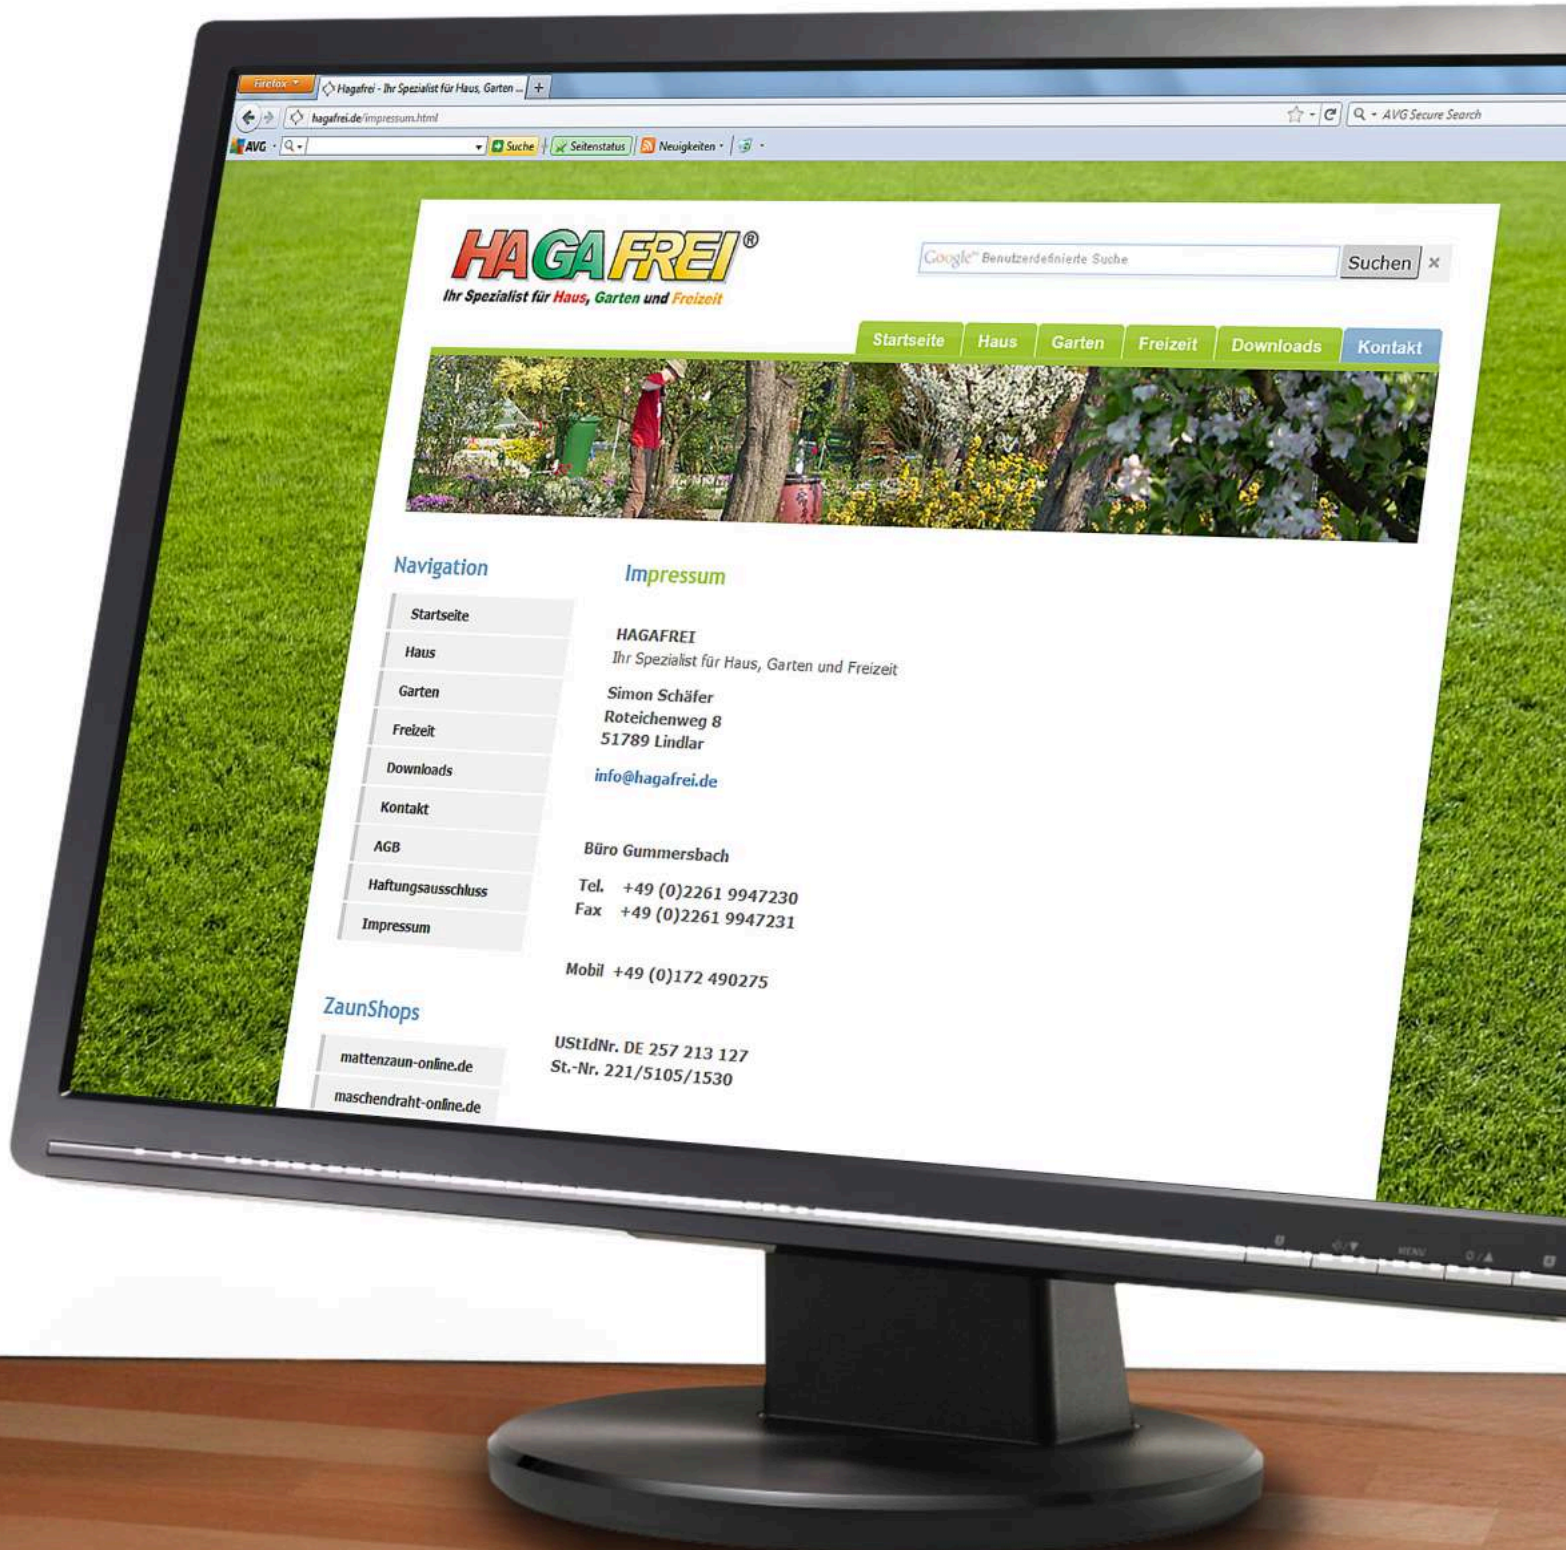 Firefox
Hagafrei - Ihr Spezialist für Haus, Garten ... +
hagafrei.de/impressum.html
AVG Secure Search
AVG Suche Seitenstatus Neuigkeiten
HAGAFREI®
Ihr Spezialist für Haus, Garten und Freizeit
Google™ Benutzerdefinierte Suche Suchen ×
Startseite Haus Garten Freizeit Downloads Kontakt
Navigation
Startseite
Haus
Garten
Freizeit
Downloads
Kontakt
AGB
Haftungsausschluss
Impressum
ZaunShops
mattenzaun-online.de
maschendraht-online.de
Impressum
HAGAFREI
Ihr Spezialist für Haus, Garten und Freizeit
Simon Schäfer
Roteichenweg 8
51789 Lindlar
info@hagafrei.de
Büro Gummersbach
Tel. +49 (0)2261 9947230
Fax +49 (0)2261 9947231
Mobil +49 (0)172 490275
UStIdNr. DE 257 213 127
St.-Nr. 221/5105/1530
MENU